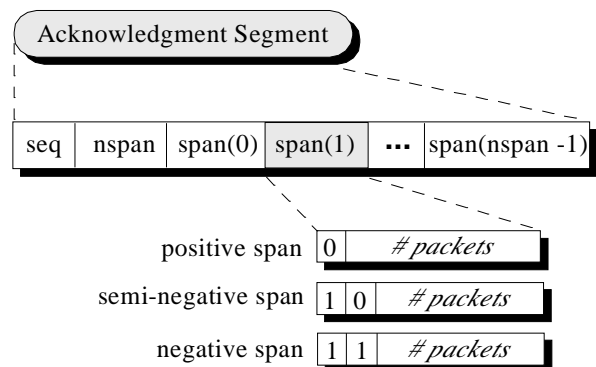 Acknowledgment Segment
seq nspan span(0) span(1) ... span(nspan -1)
positive span 0 # packets
semi-negative span 1 0 # packets
negative span 1 1 # packets